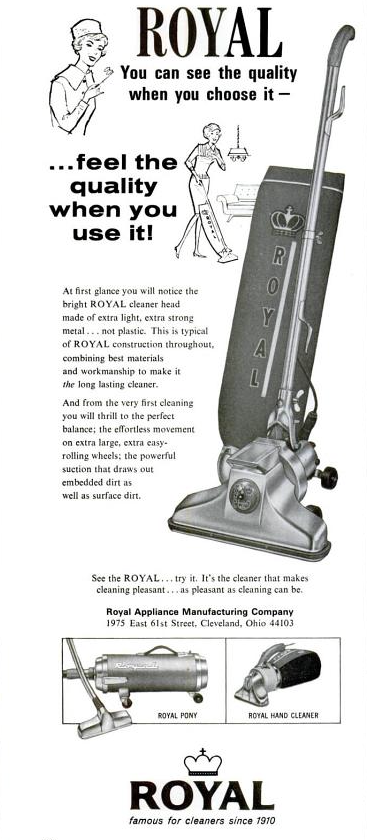 ROYAL
You can see the quality
when you choose it —
...feel the
quality
when you
use it!
ROYAL
ROYAL
At first glance you will notice the
bright ROYAL cleaner head
made of extra light, extra strong
metal . . . not plastic. This is typical
of ROYAL construction throughout,
combining best materials
and workmanship to make it
the long lasting cleaner.
And from the very first cleaning
you will thrill to the perfect
balance; the effortless movement
on extra large, extra easy-
rolling wheels; the powerful
suction that draws out
embedded dirt as
well as surface dirt.
See the ROYAL . . . try it. It's the cleaner that makes
cleaning pleasant . . . as pleasant as cleaning can be.
Royal Appliance Manufacturing Company
1975 East 61st Street, Cleveland, Ohio 44103
ROYAL PONY
ROYAL HAND CLEANER
ROYAL
famous for cleaners since 1910